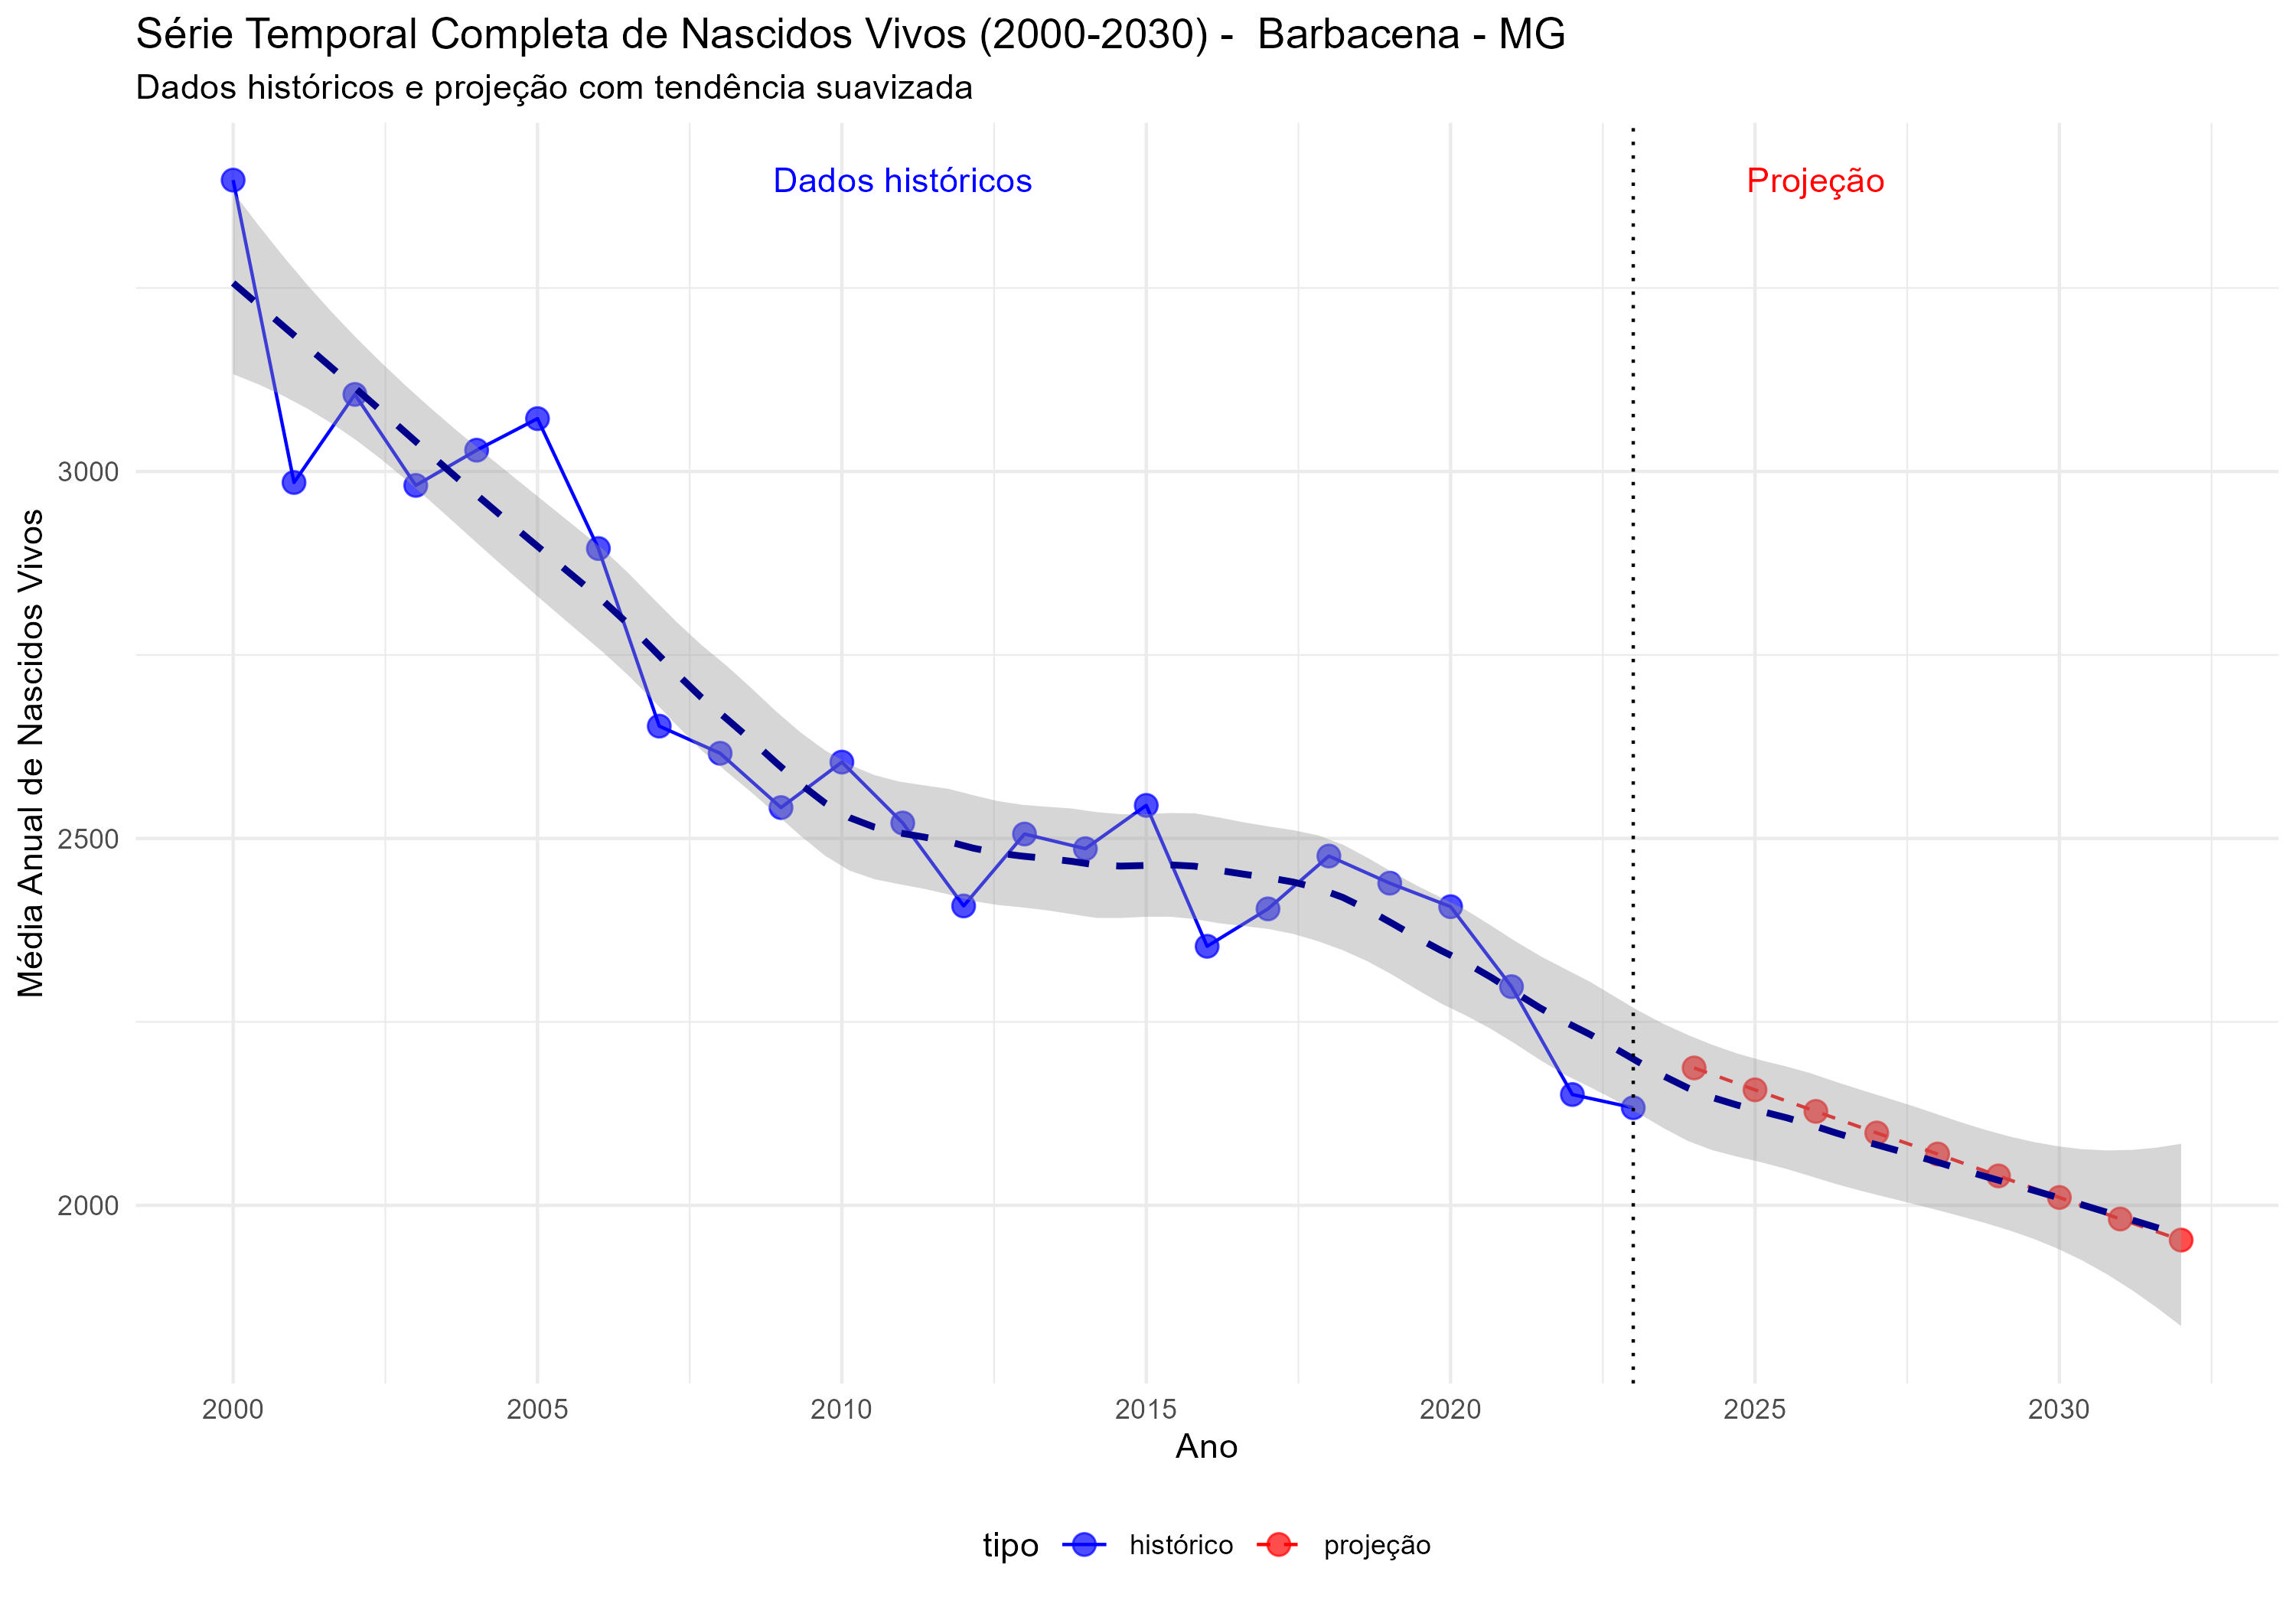 Série Temporal Completa de Nascidos Vivos (2000-2030) -  Barbacena - MG
Dados históricos e projeção com tendência suavizada
Dados históricos
Projeção
Média Anual de Nascidos Vivos
3000
2500
2000
2000 2005 2010 2015 2020 2025 2030
Ano
tipo histórico projeção